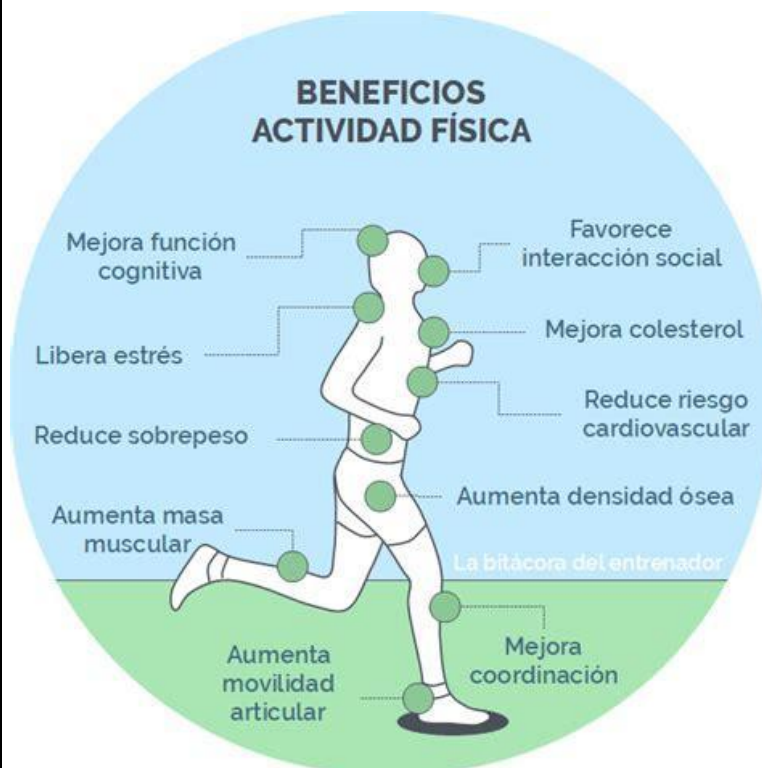 BENEFICIOS
ACTIVIDAD FÍSICA
Mejora función
cognitiva
Favorece
interacción social
Libera estrés
Mejora colesterol
Reduce sobrepeso
Reduce riesgo
cardiovascular
Aumenta masa
muscular
Aumenta densidad ósea
La bitácora del entrenador
Aumenta
movilidad
articular
Mejora
coordinación